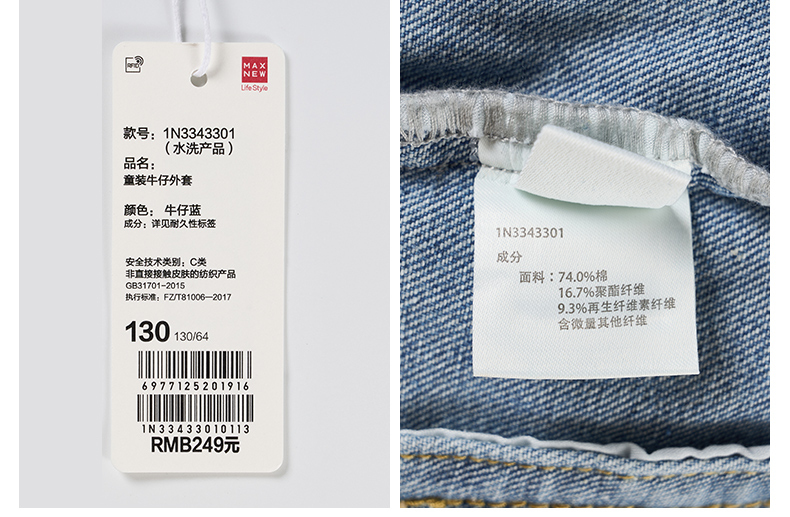 RFID
MAX
NEW
LifeStyle
款号：1N3343301
（水洗产品）
品名：
童装牛仔外套
颜色： 牛仔蓝
成分：详见耐久性标签
安全技术类别：C类
非直接接触皮肤的纺织产品
GB31701-2015
执行标准：FZ/T81006—2017
130 130/64
6977125201916
1N33433010113
RMB249元
1N3343301
成分
面料：74.0%棉
16.7%聚酯纤维
9.3%再生纤维素纤维
含微量其他纤维